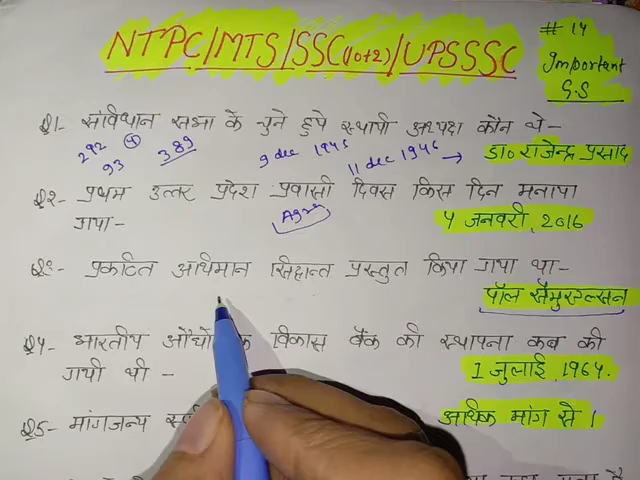 NTPC/MTS/SSC(10+2)/UPSSSC
# 14
Important
G.S
Q1- संविधान सभा के चुने हुये स्थायी अध्यक्ष कौन थे -
292 4 389 9 dec 1946 11 dec 1946 → डा० राजेन्द्र प्रसाद
93
Q2- प्रथम उत्तर प्रदेश प्रवासी दिवस किस दिन मनाया
गया- Agra 4 जनवरी, 2016
Q3- प्रकटित अधिमान सिद्धान्त प्रस्तुत किया गया था -
पॉल सैमुएल्सन
Q4- भारतीय विकास बैंक की स्थापना कब की
गयी थी - 1 जुलाई, 1964.
Q5- मांगजन्य आर्थिक मांग से ।